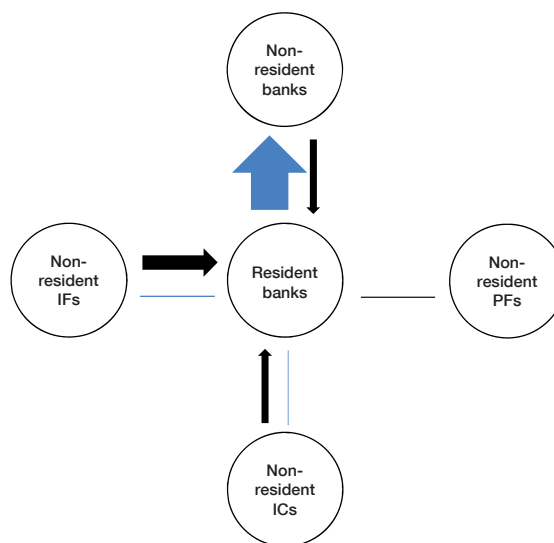 Non-
resident
banks
Non-
resident
IFs
Resident
banks
Non-
resident
PFs
Non-
resident
ICs